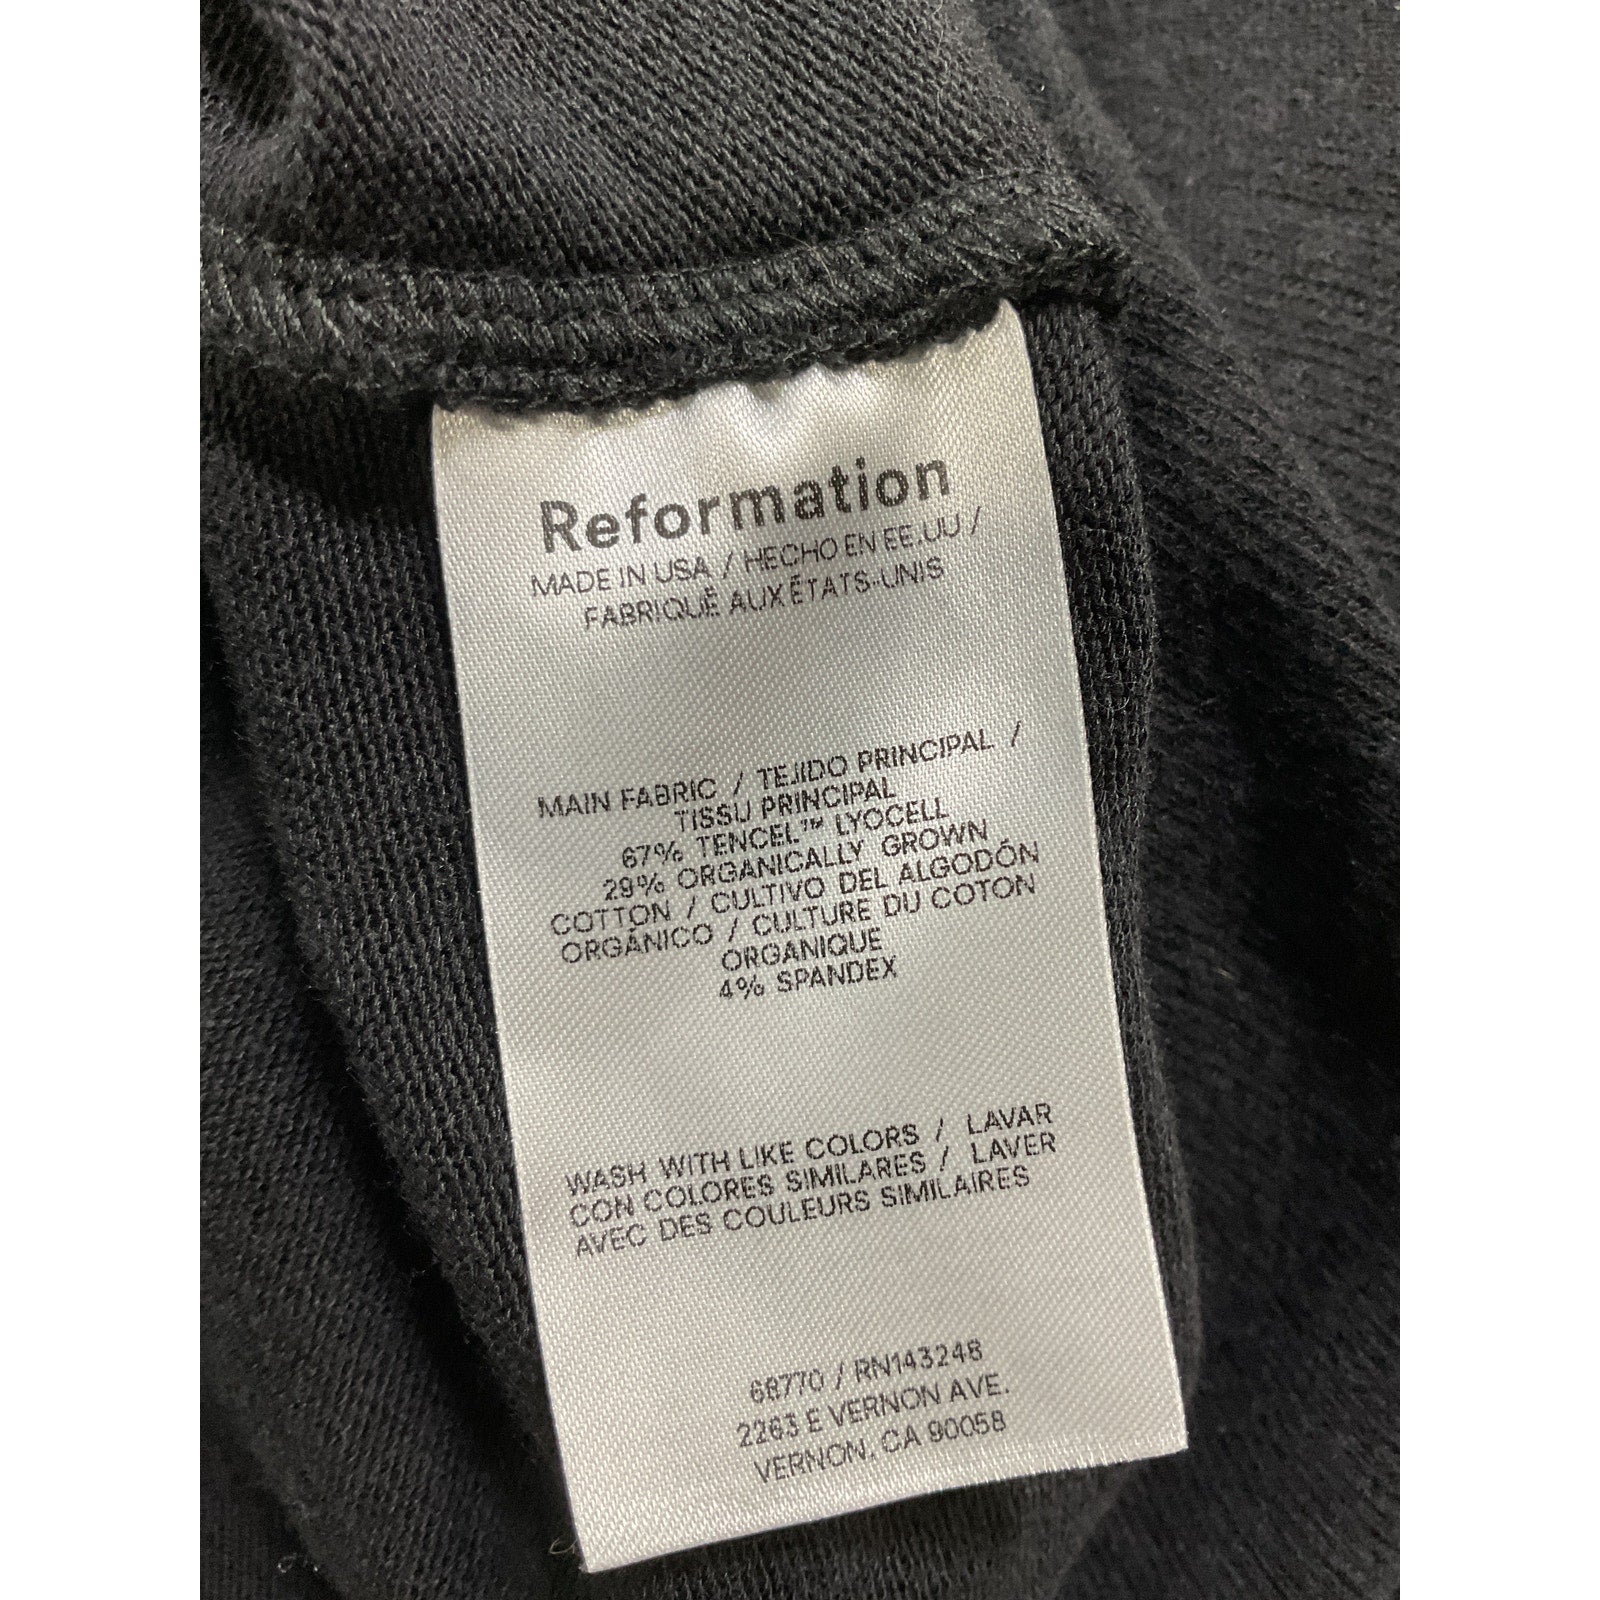 Reformation
MADE IN USA / HECHO EN EE.UU /
FABRIQUÉ AUX ÉTATS-UNIS
MAIN FABRIC / TEJIDO PRINCIPAL /
TISSU PRINCIPAL
67% TENCEL™ LYOCELL
29% ORGANICALLY GROWN
COTTON / CULTIVO DEL ALGODÓN
ORGÁNICO / CULTURE DU COTON
ORGANIQUE
4% SPANDEX
WASH WITH LIKE COLORS / LAVAR
CON COLORES SIMILARES / LAVER
AVEC DES COULEURS SIMILAIRES
68770 / RN143248
2263 E VERNON AVE.
VERNON, CA 90058